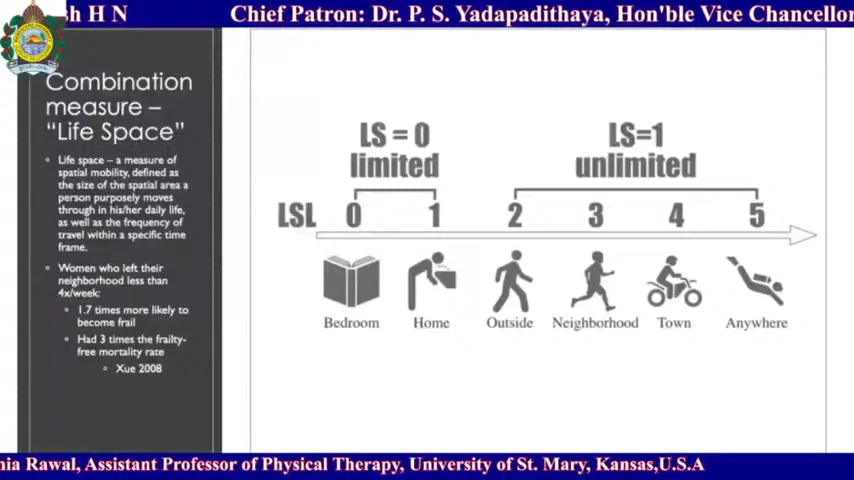 sh H N
Chief Patron: Dr. P. S. Yadapadithaya, Hon'ble Vice Chancellor
Combination
measure –
“Life Space”
Life space – a measure of
spatial mobility, defined as
the size of the spatial area a
person purposely moves
through in his/her daily life,
as well as the frequency of
travel within a specific time
frame.
Women who left their
neighborhood less than
4x/week:
1.7 times more likely to
become frail
Had 3 times the frailty-
free mortality rate
Xue 2008
LS = 0
limited
LS=1
unlimited
LSL 0 1 2 3 4 5
Bedroom Home Outside Neighborhood Town Anywhere
nia Rawal, Assistant Professor of Physical Therapy, University of St. Mary, Kansas,U.S.A